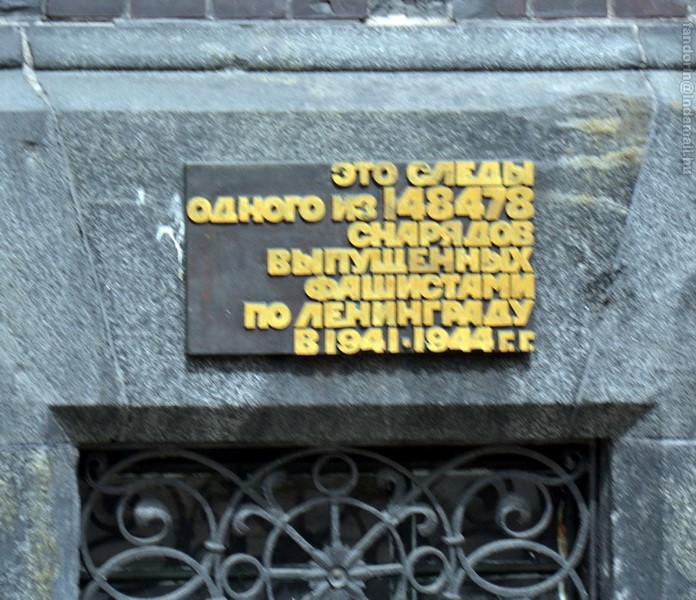 ЭТО СЛЕДЫ
ОДНОГО ИЗ 148478
СНАРЯДОВ
ВЫПУЩЕННЫХ
ФАШИСТАМИ
ПО ЛЕНИНГРАДУ
В 1941-1944 Г.Г.